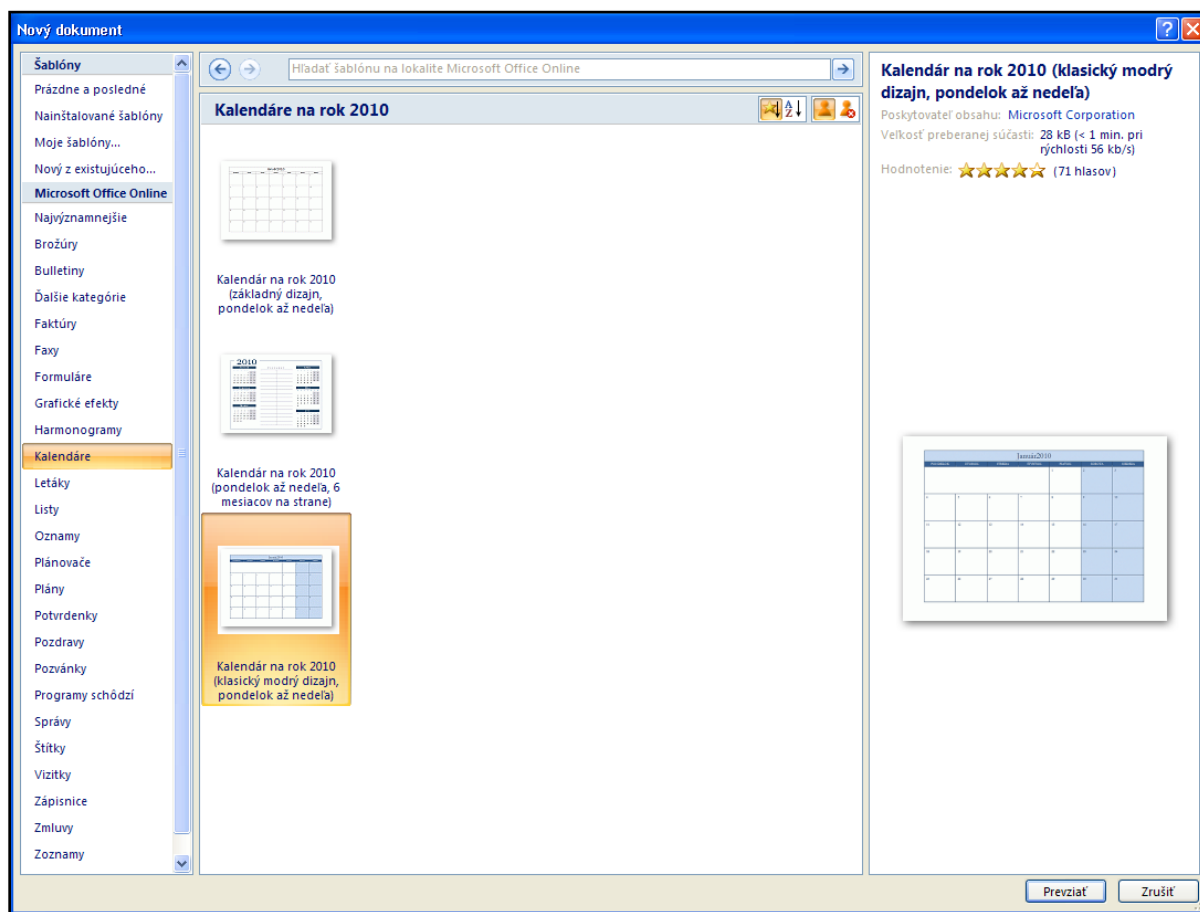 Nový dokument
Šablóny
Prázdne a posledné
Nainštalované šablóny
Moje šablóny...
Nový z existujúceho...
Microsoft Office Online
Najvýznamnejšie
Brožúry
Bulletiny
Ďalšie kategórie
Faktúry
Faxy
Formuláre
Grafické efekty
Harmonogramy
Kalendáre
Letáky
Listy
Oznamy
Plánovače
Plány
Potvrdenky
Pozdravy
Pozvánky
Programy schôdzí
Správy
Štítky
Vizitky
Zápisnice
Zmluvy
Zoznamy
Hľadať šablónu na lokalite Microsoft Office Online
Kalendáre na rok 2010
Kalendár na rok 2010
(základný dizajn,
pondelok až nedeľa)
2010
Kalendár na rok 2010
(pondelok až nedeľa, 6
mesiacov na strane)
Kalendár na rok 2010
(klasický modrý dizajn,
pondelok až nedeľa)
Kalendár na rok 2010 (klasický modrý
dizajn, pondelok až nedeľa)
Poskytovateľ obsahu: Microsoft Corporation
Veľkosť preberanej súčasti: 28 kB (< 1 min. pri
rýchlosti 56 kb/s)
Hodnotenie: (71 hlasov)
Január2010
Prevziať
Zrušiť